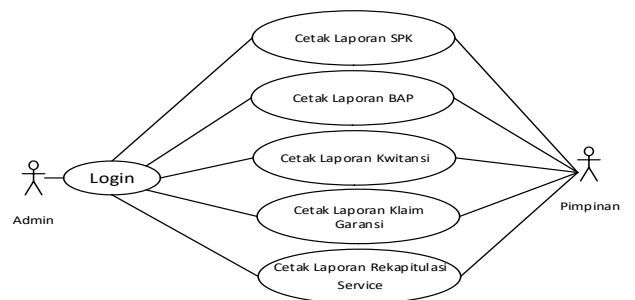 Cetak Laporan SPK
Cetak Laporan BAP
Cetak Laporan Kwitansi
Login
Admin
Pimpinan
Cetak Laporan Klaim
Garansi
Cetak Laporan Rekapitulasi
Service